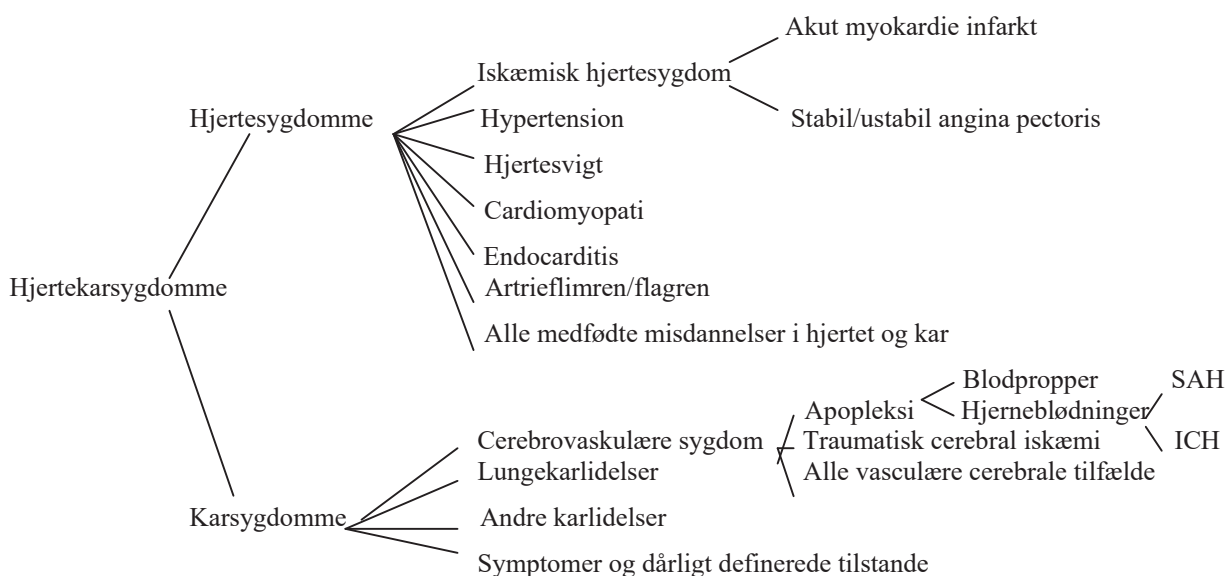 Akut myokardie infarkt
Iskæmisk hjertesygdom
Hjertesygdomme
Hypertension
Stabil/ustabil angina pectoris
Hjertesvigt
Cardiomyopati
Endocarditis
Hjertekarsygdomme
Artrieflimren/flagren
Alle medfødte misdannelser i hjertet og kar
Blodpropper
SAH
Apopleksi
Hjerneblødninger
Cerebrovaskulære sygdom
Traumatisk cerebral iskæmi
ICH
Lungekarlidelser
Alle vasculære cerebrale tilfælde
Karsygdomme
Andre karlidelser
Symptomer og dårligt definerede tilstande